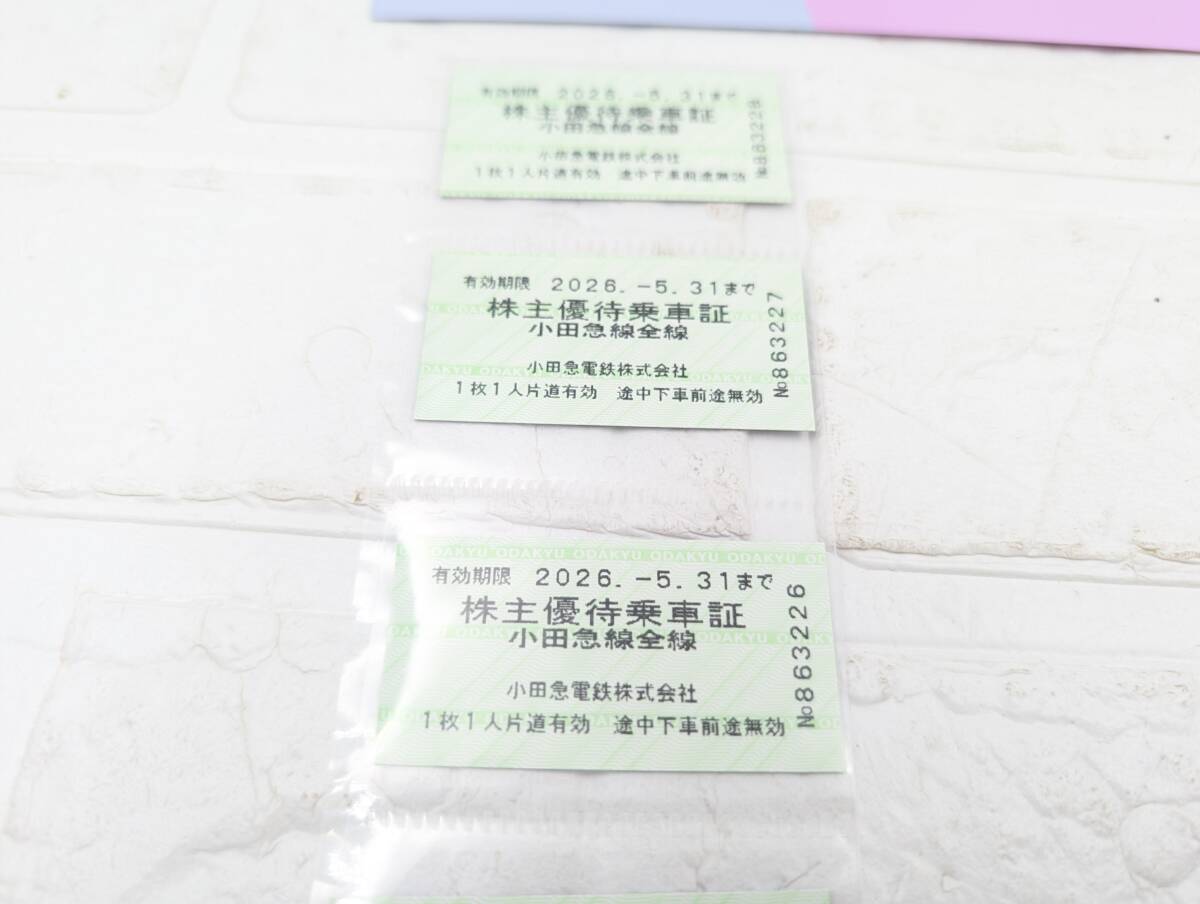 有効期限 2026.-5.31まで
株主優待乗車証
小田急線全線
小田急電鉄株式会社
1枚1人片道有効 途中下車前途無効
№863228
有効期限 2026.-5.31まで
株主優待乗車証
小田急線全線
小田急電鉄株式会社
1枚1人片道有効 途中下車前途無効
№863227
ODAKYU ODAKYU ODAKYU ODAKYU ODAKYU
有効期限 2026.-5.31まで
株主優待乗車証
小田急線全線
小田急電鉄株式会社
1枚1人片道有効 途中下車前途無効
№863226